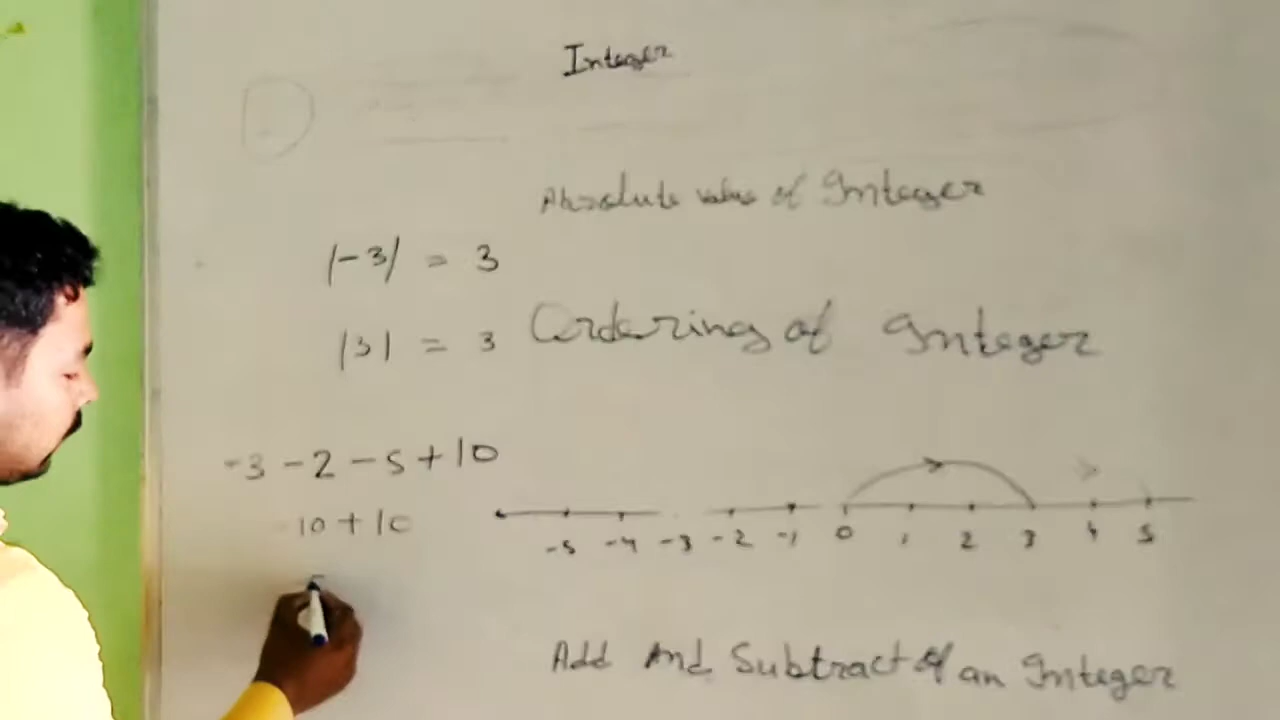 Integer
Absolute value of Integer
|-3| = 3
|3| = 3
Ordering of Integer
-3 -2 -5 +10
-10 + 10
-5 -4 -3 -2 -1 0 1 2 3 4 5
Add And Subtract of an Integer